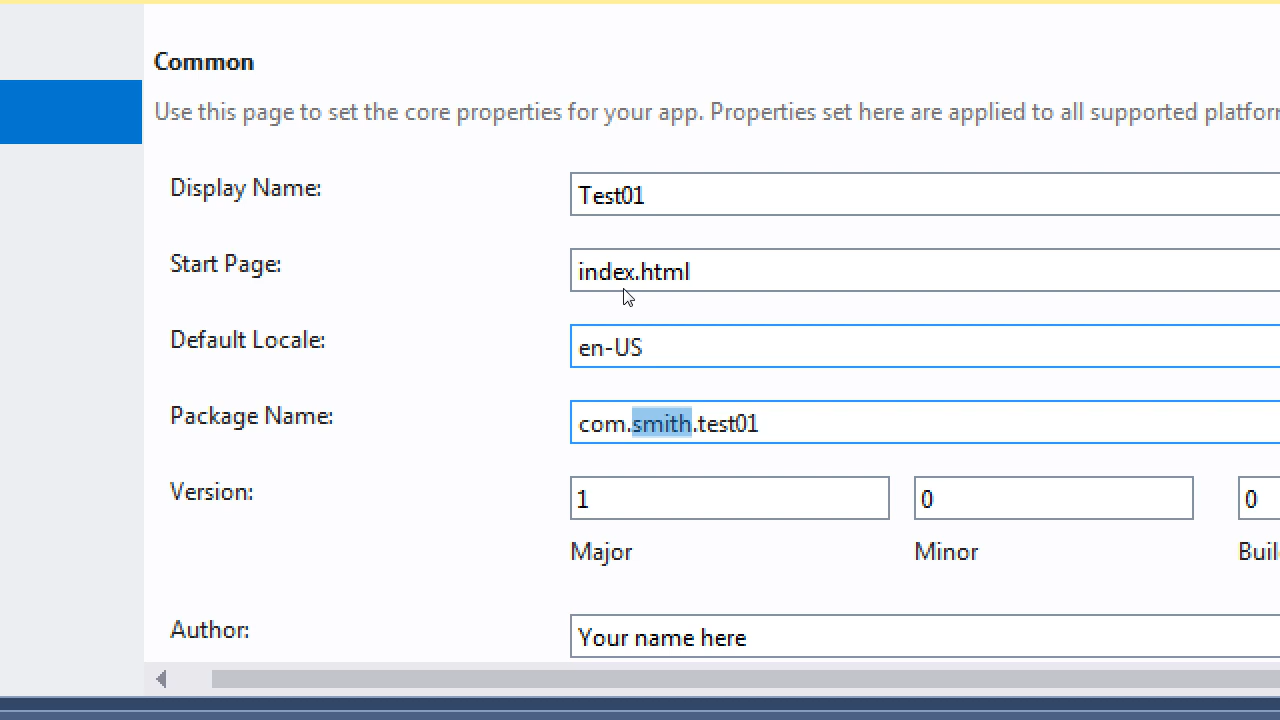 Common
Use this page to set the core properties for your app. Properties set here are applied to all supported
Display Name: Test01
Start Page: index.html
Default Locale: en-US
Package Name: com.smith.test01
Version: 1 0 0
Major Minor
Author: Your name here